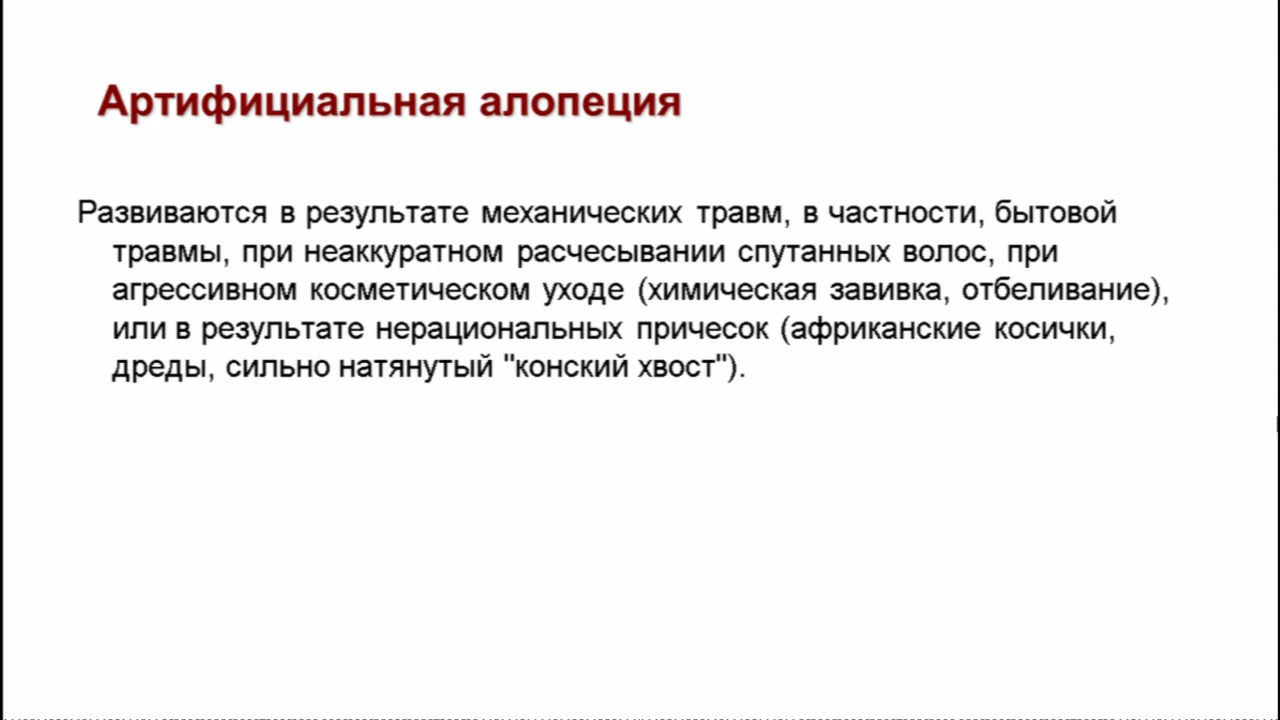 Артифициальная алопеция
Развиваются в результате механических травм, в частности, бытовой
травмы, при неаккуратном расчесывании спутанных волос, при
агрессивном косметическом уходе (химическая завивка, отбеливание),
или в результате нерациональных причесок (африканские косички,
дреды, сильно натянутый "конский хвост").